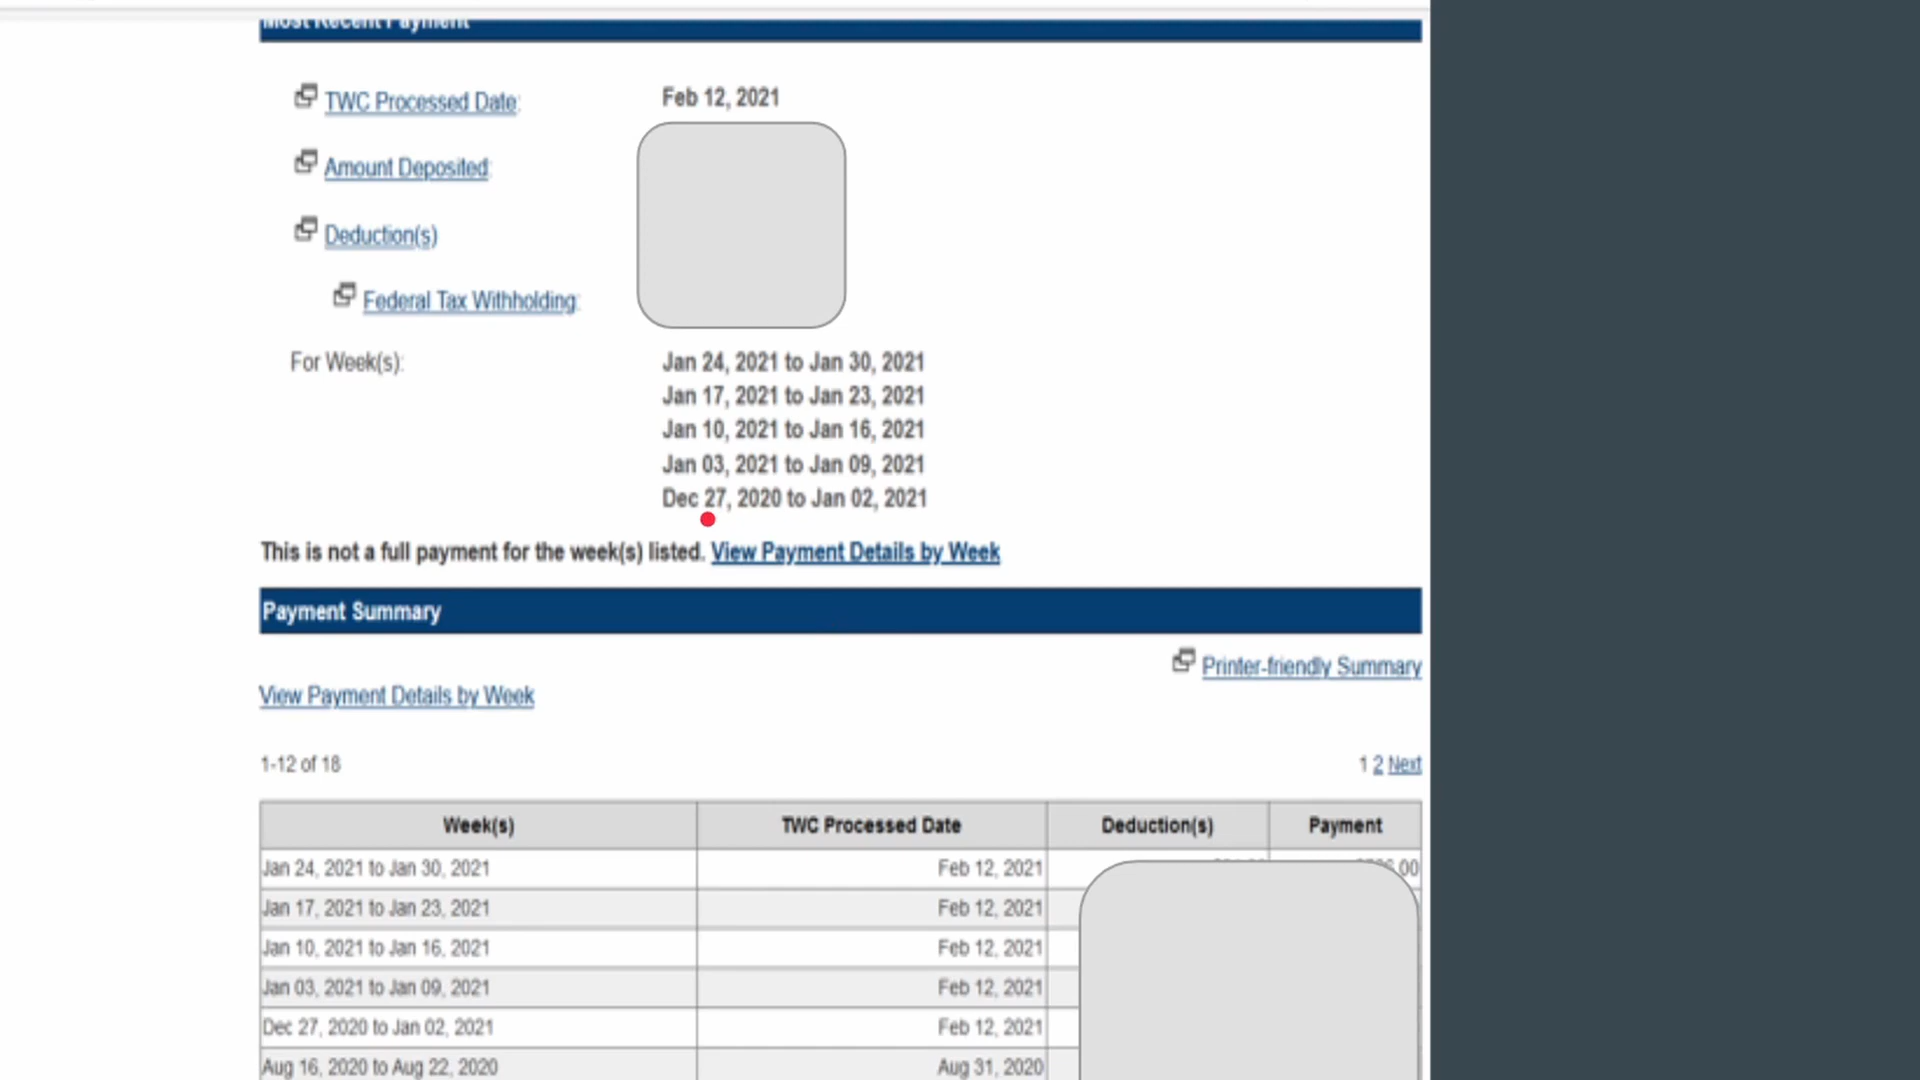 Most Recent Payment
TWC Processed Date: Feb 12, 2021
Amount Deposited:
Deduction(s)
Federal Tax Withholding:
For Week(s): Jan 24, 2021 to Jan 30, 2021
Jan 17, 2021 to Jan 23, 2021
Jan 10, 2021 to Jan 16, 2021
Jan 03, 2021 to Jan 09, 2021
Dec 27, 2020 to Jan 02, 2021
This is not a full payment for the week(s) listed. View Payment Details by Week
Payment Summary
Printer-friendly Summary
View Payment Details by Week
1-12 of 18 1 2 Next
Week(s) TWC Processed Date Deduction(s) Payment
Jan 24, 2021 to Jan 30, 2021 Feb 12, 2021
Jan 17, 2021 to Jan 23, 2021 Feb 12, 2021
Jan 10, 2021 to Jan 16, 2021 Feb 12, 2021
Jan 03, 2021 to Jan 09, 2021 Feb 12, 2021
Dec 27, 2020 to Jan 02, 2021 Feb 12, 2021
Aug 16, 2020 to Aug 22, 2020 Aug 31, 2020